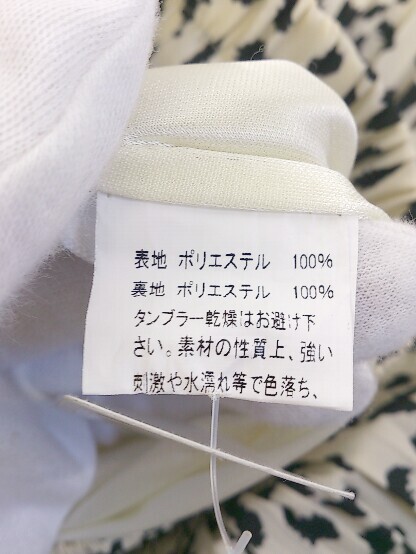 表地 ポリエステル 100%
裏地 ポリエステル 100%
タンブラー乾燥はお避け下
さい。素材の性質上、強い
刺激や水濡れ等で色落ち、